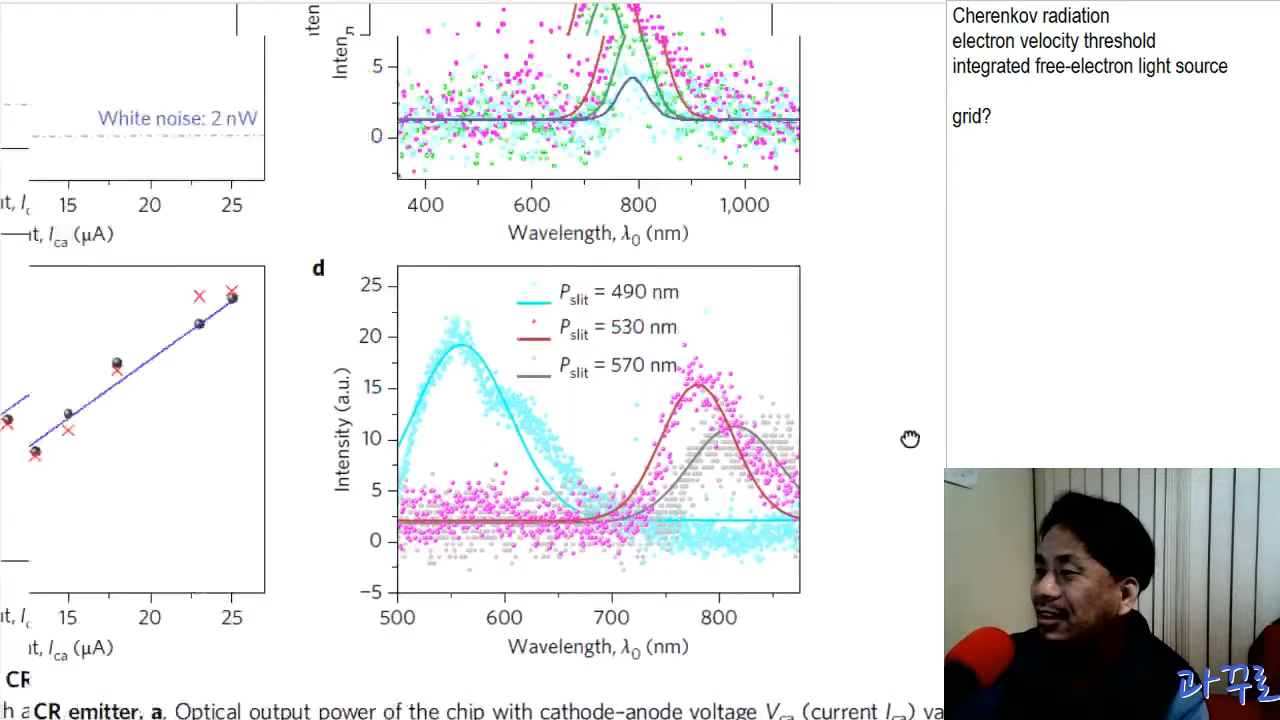 Cherenkov radiation
electron velocity threshold
integrated free-electron light source
grid?
Inten
5
0
White noise: 2 nW
15 20 25
400 600 800 1,000
Wavelength, λ0 (nm)
nt, Ica (μA)
d
25
20
15
10
5
0
−5
Intensity (a.u.)
Pslit = 490 nm
Pslit = 530 nm
Pslit = 570 nm
15 20 25
500 600 700 800
Wavelength, λ0 (nm)
nt, Ica (μA)
CR emitter. a, Optical output power of the chip with cathode–anode voltage Vca (current Ica) va
과꾸로